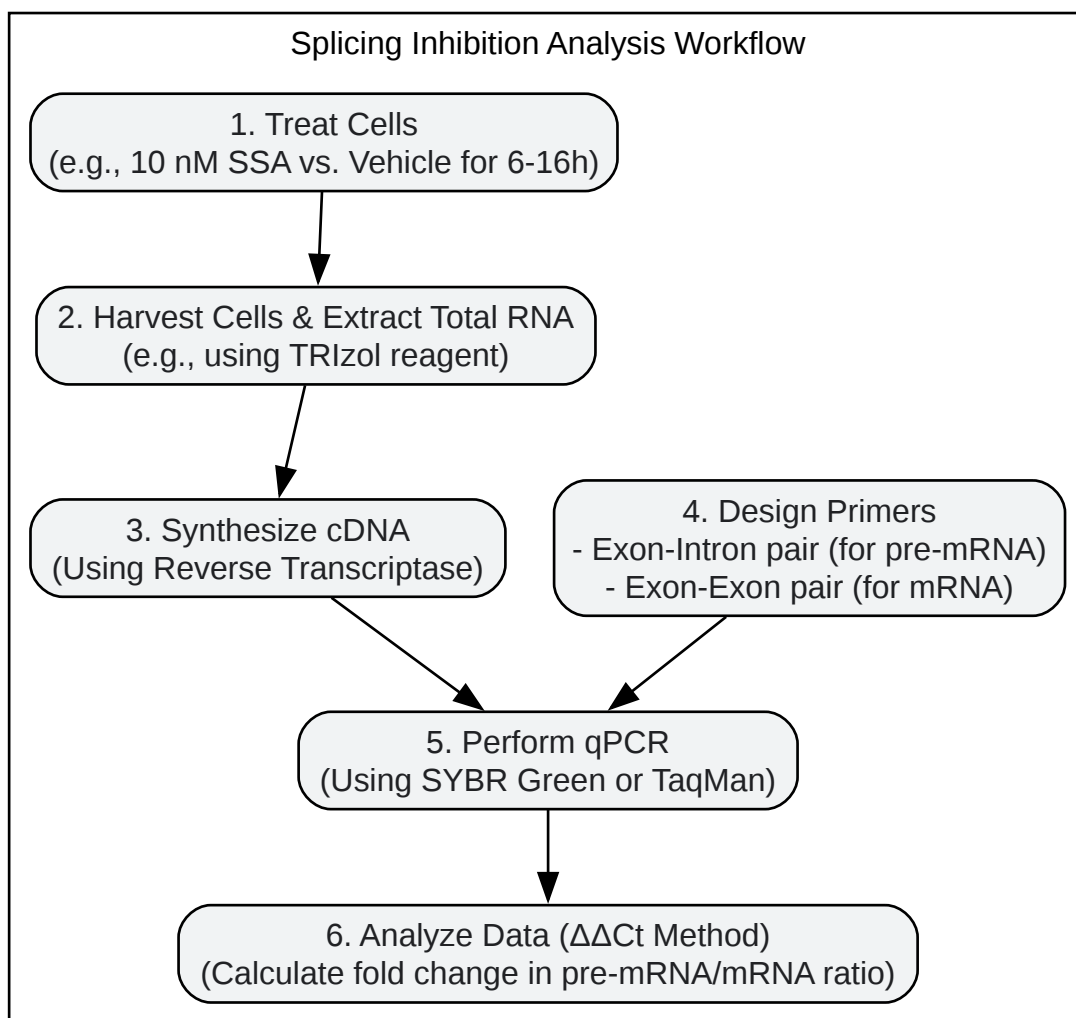 Splicing Inhibition Analysis Workflow
1. Treat Cells
(e.g., 10 nM SSA vs. Vehicle for 6-16h)
2. Harvest Cells & Extract Total RNA
(e.g., using TRIzol reagent)
3. Synthesize cDNA
(Using Reverse Transcriptase)
4. Design Primers
- Exon-Intron pair (for pre-mRNA)
- Exon-Exon pair (for mRNA)
5. Perform qPCR
(Using SYBR Green or TaqMan)
6. Analyze Data (ΔΔCt Method)
(Calculate fold change in pre-mRNA/mRNA ratio)